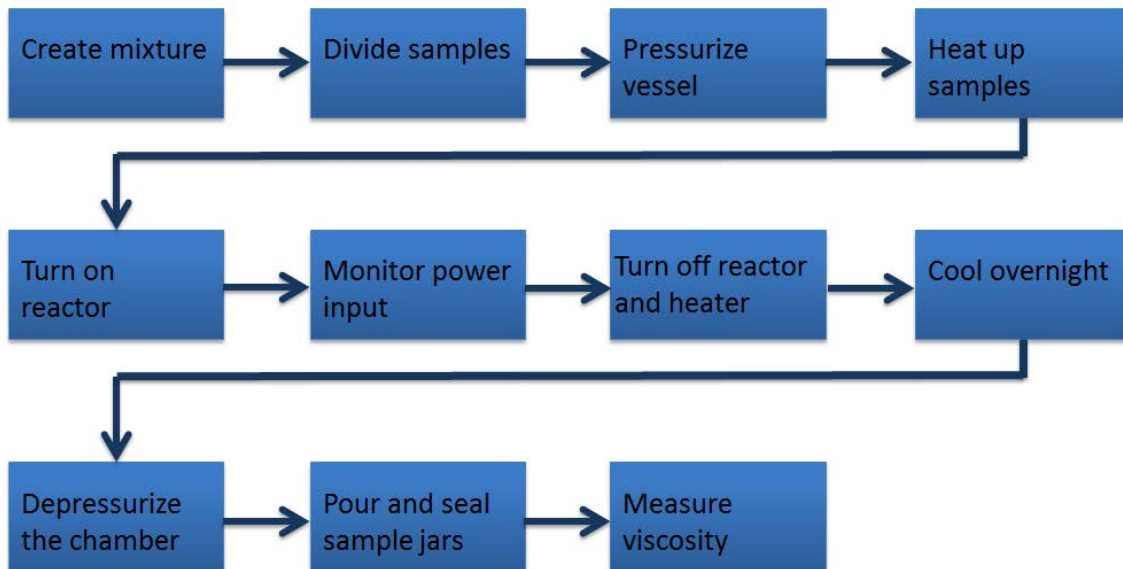 Create mixture
Divide samples
Pressurize
vessel
Heat up
samples
Turn on
reactor
Monitor power
input
Turn off reactor
and heater
Cool overnight
Depressurize
the chamber
Pour and seal
sample jars
Measure
viscosity